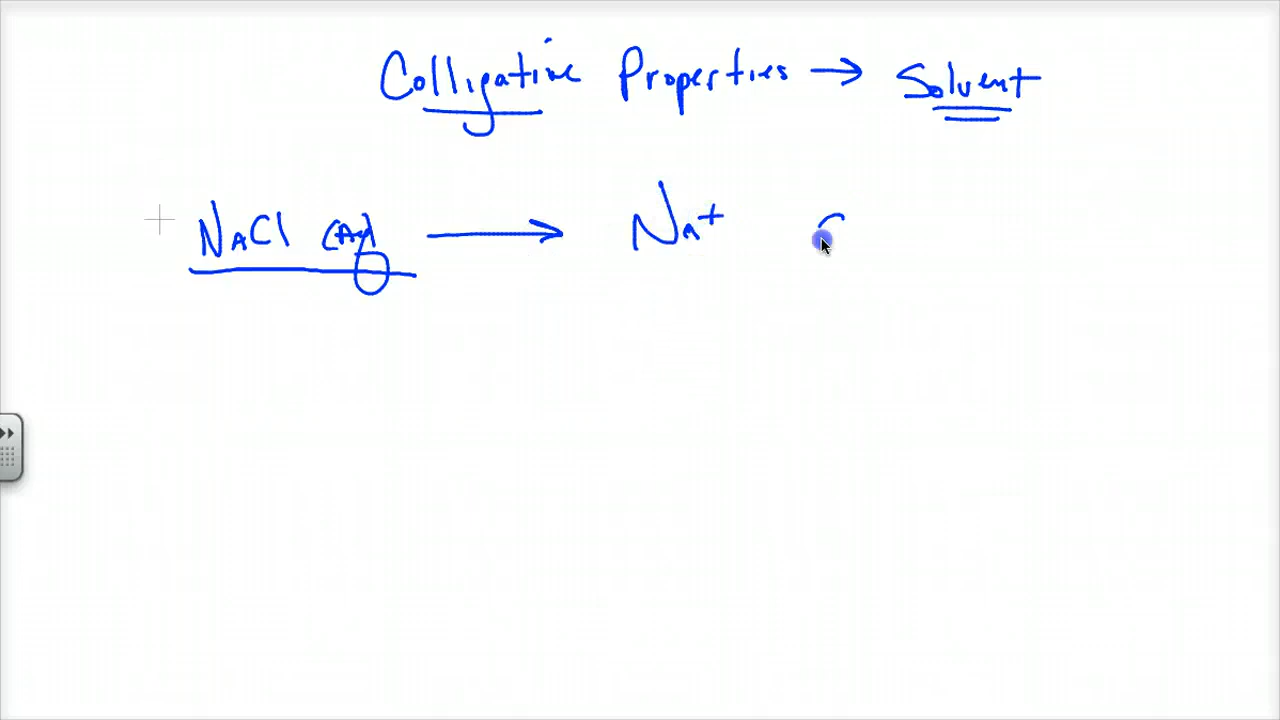 Colligative Properties → Solvent
NaCl (Aq) → Na+